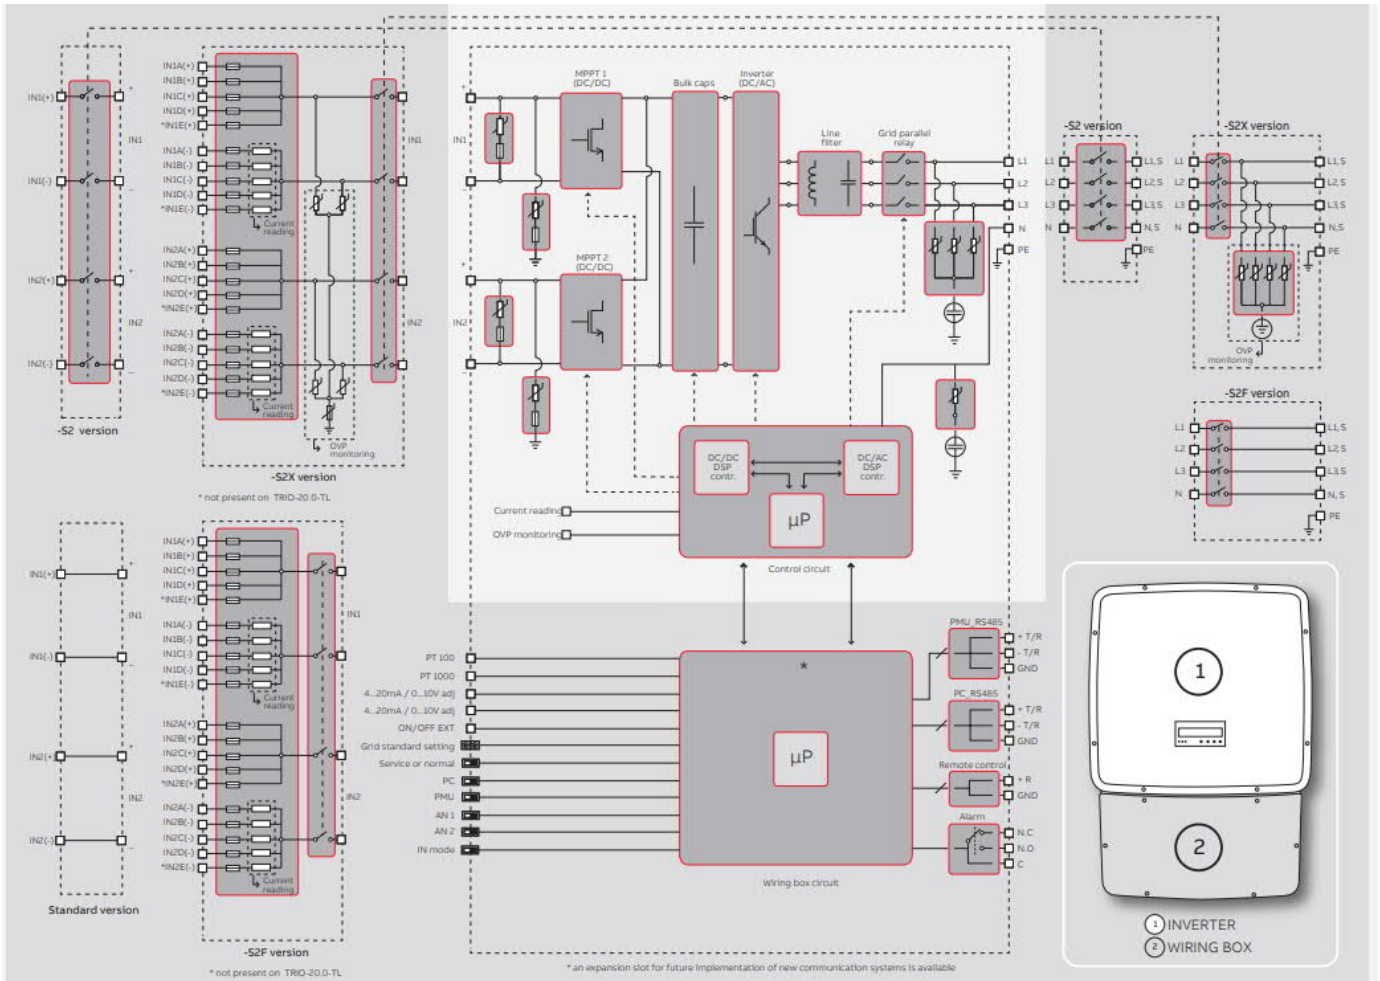 IN1(+)
IN1(-)
IN2(+)
IN2(-)
+
IN1
_
+
IN2
_
-S2 version
IN1A(+)
IN1B(+)
IN1C(+)
IN1D(+)
*IN1E(+)
IN1A(-)
IN1B(-)
IN1C(-)
IN1D(-)
*IN1E(-)
Current
reading
IN2A(+)
IN2B(+)
IN2C(+)
IN2D(+)
*IN2E(+)
IN2A(-)
IN2B(-)
IN2C(-)
IN2D(-)
*IN2E(-)
Current
reading
OVP
monitoring
IN1
IN2
-S2X version
* not present on TRIO-20.0-TL
IN1(+)
IN1(-)
IN2(+)
IN2(-)
+
IN1
_
+
IN2
_
Standard version
IN1A(+)
IN1B(+)
IN1C(+)
IN1D(+)
*IN1E(+)
IN1A(-)
IN1B(-)
IN1C(-)
IN1D(-)
*IN1E(-)
Current
reading
IN2A(+)
IN2B(+)
IN2C(+)
IN2D(+)
*IN2E(+)
IN2A(-)
IN2B(-)
IN2C(-)
IN2D(-)
*IN2E(-)
Current
reading
IN1
IN2
-S2F version
* not present on TRIO-20.0-TL
+
IN1
_
+
IN2
_
MPPT 1
(DC/DC)
MPPT 2
(DC/DC)
Bulk caps
Inverter
(DC/AC)
Line
filter
Grid parallel
relay
L1
L2
L3
N
PE
DC/DC
DSP
contr.
DC/AC
DSP
contr.
µP
Current reading
OVP monitoring
Control circuit
PT 100
PT 1000
4...20mA / 0...10V adj
4...20mA / 0...10V adj
ON/OFF EXT
Grid standard setting
Service or normal
PC
PMU
AN 1
AN 2
IN mode
*
µP
Wiring box circuit
PMU_RS485
+ T/R
- T/R
GND
PC_RS485
+ T/R
- T/R
GND
Remote control
+ R
GND
Alarm
N.C
N.O
C
* an expansion slot for future implementation of new communication systems is available
-S2 version
L1
L2
L3
N
L1, S
L2, S
L3, S
N, S
PE
-S2X version
L1
L2
L3
N
L1, S
L2, S
L3, S
N, S
PE
OVP
monitoring
-S2F version
L1
L2
L3
N
L1, S
L2, S
L3, S
N, S
PE
1
2
1 INVERTER
2 WIRING BOX